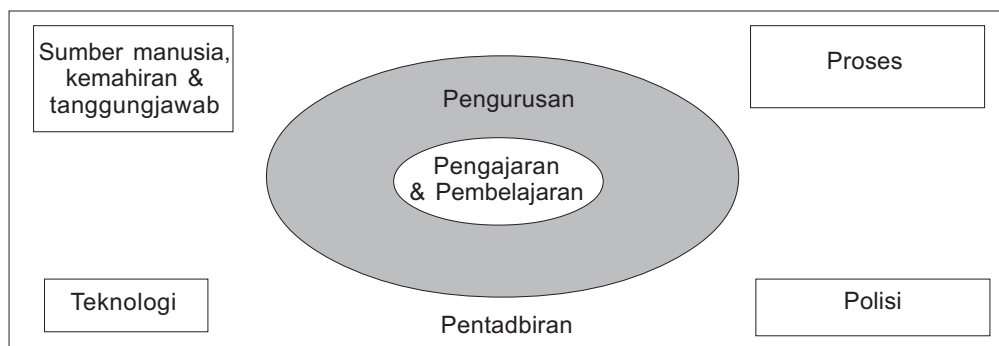 Sumber manusia,
kemahiran &
tanggungjawab
Proses
Pengurusan
Pengajaran
& Pembelajaran
Teknologi
Polisi
Pentadbiran